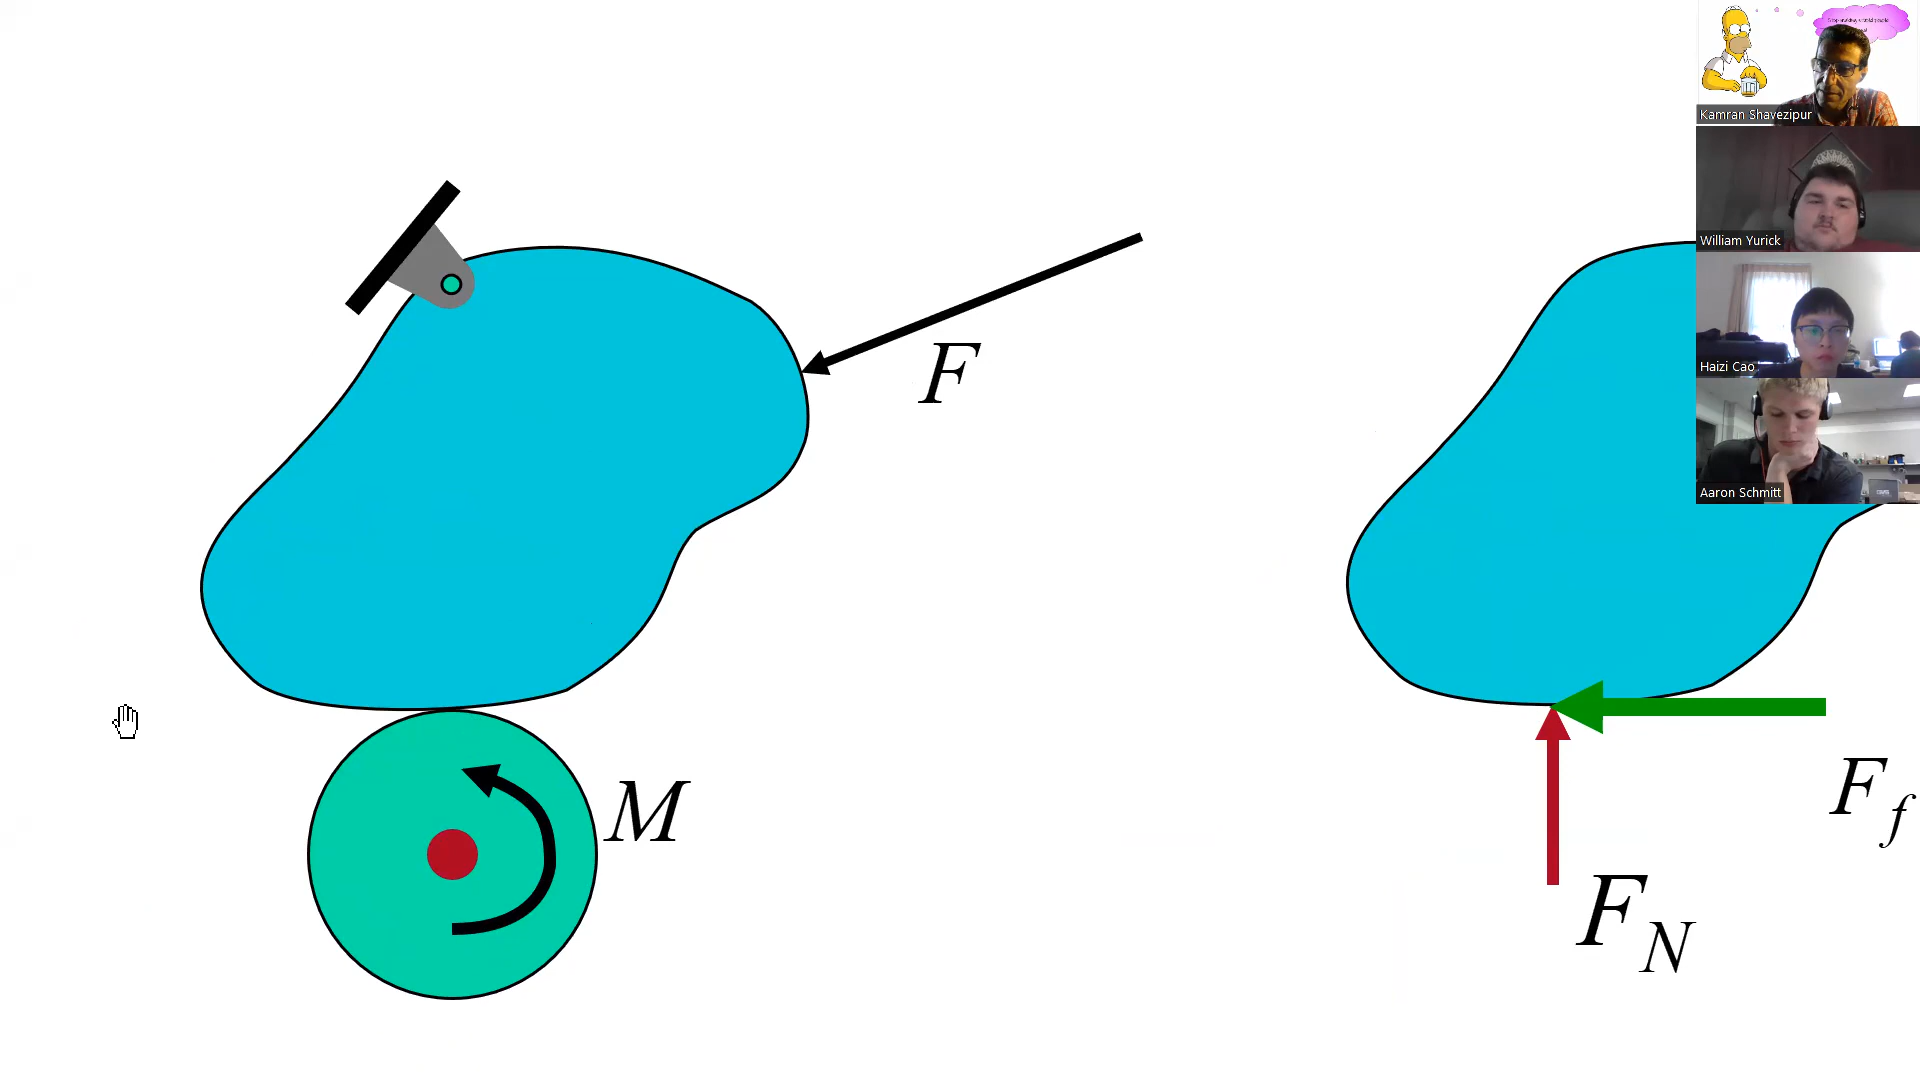 Kamran Shavezipur
William Yurick
Haizi Cao
Aaron Schmitt
F
M
F_f
F_N